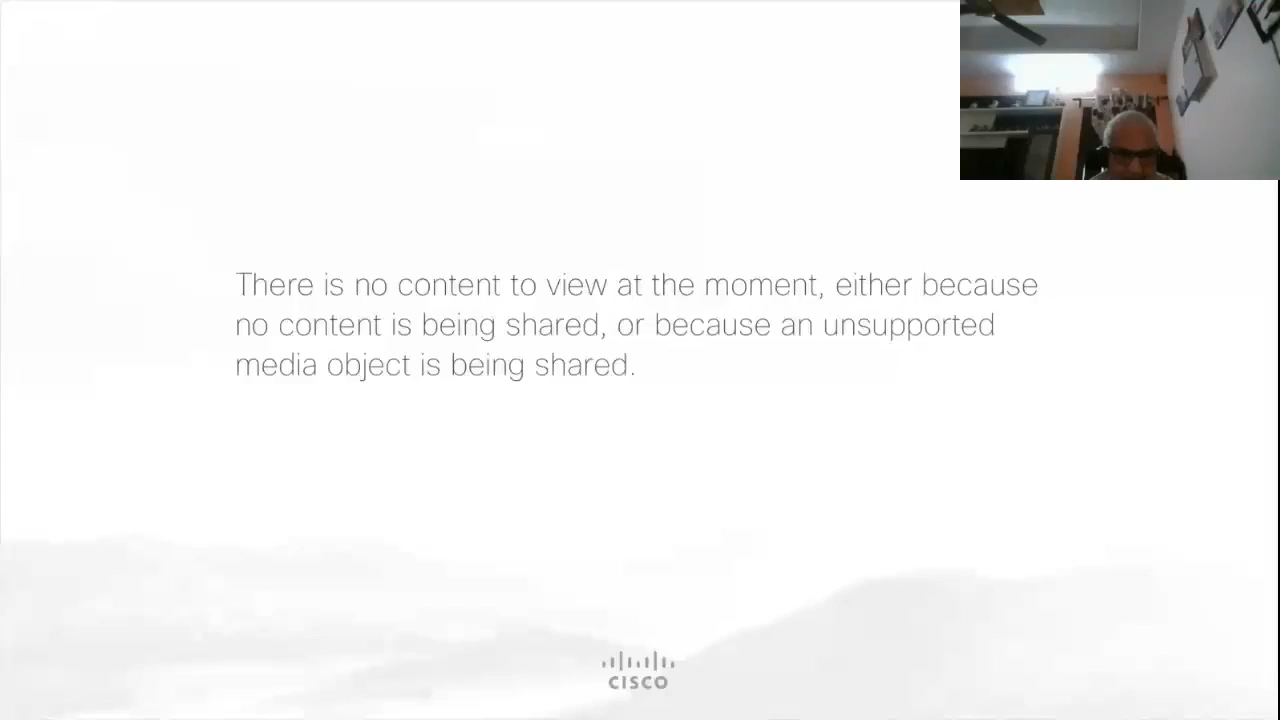 There is no content to view at the moment, either because
no content is being shared, or because an unsupported
media object is being shared.
CISCO